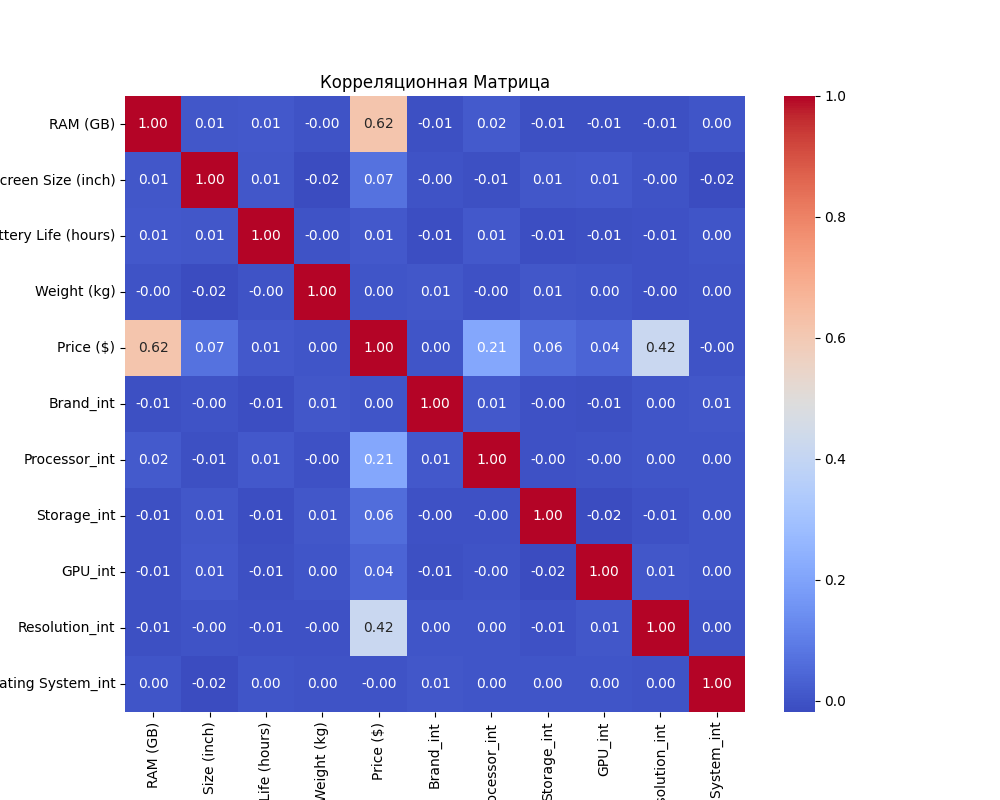 Корреляционная Матрица
RAM (GB) 1.00 0.01 0.01 -0.00 0.62 -0.01 0.02 -0.01 -0.01 -0.01 0.00
creen Size (inch) 0.01 1.00 0.01 -0.02 0.07 -0.00 -0.01 0.01 0.01 -0.00 -0.02
ttery Life (hours) 0.01 0.01 1.00 -0.00 0.01 -0.01 0.01 -0.01 -0.01 -0.01 0.00
Weight (kg) -0.00 -0.02 -0.00 1.00 0.00 0.01 -0.00 0.01 0.00 -0.00 0.00
Price ($) 0.62 0.07 0.01 0.00 1.00 0.00 0.21 0.06 0.04 0.42 -0.00
Brand_int -0.01 -0.00 -0.01 0.01 0.00 1.00 0.01 -0.00 -0.01 0.00 0.01
Processor_int 0.02 -0.01 0.01 -0.00 0.21 0.01 1.00 -0.00 -0.00 0.00 0.00
Storage_int -0.01 0.01 -0.01 0.01 0.06 -0.00 -0.00 1.00 -0.02 -0.01 0.00
GPU_int -0.01 0.01 -0.01 0.00 0.04 -0.01 -0.00 -0.02 1.00 0.01 0.00
Resolution_int -0.01 -0.00 -0.01 -0.00 0.42 0.00 0.00 -0.01 0.01 1.00 0.00
ating System_int 0.00 -0.02 0.00 0.00 -0.00 0.01 0.00 0.00 0.00 0.00 1.00
RAM (GB)
Size (inch)
Life (hours)
Weight (kg)
Price ($)
Brand_int
ocessor_int
Storage_int
GPU_int
solution_int
System_int
1.0
0.8
0.6
0.4
0.2
0.0